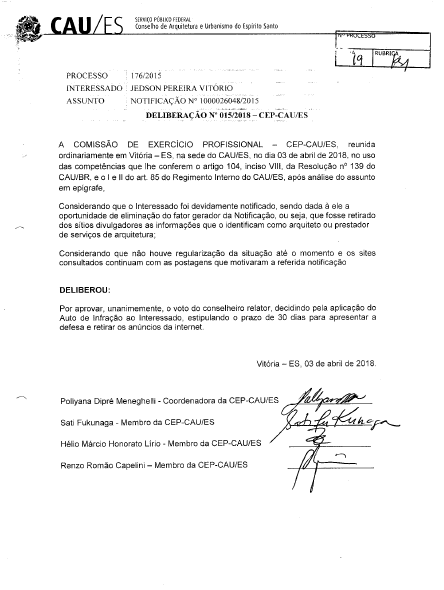 CAU/ES
SERVIÇO PÚBLICO FEDERAL
Conselho de Arquitetura e Urbanismo do Espírito Santo
Nº PROCESSO
19
RUBRICA
PROCESSO 176/2015
INTERESSADO JEDSON PEREIRA VITÓRIO
ASSUNTO NOTIFICAÇÃO Nº 1000026048/2015
DELIBERAÇÃO Nº 015/2018 – CEP-CAU/ES
A COMISSÃO DE EXERCÍCIO PROFISSIONAL – CEP-CAU/ES, reunida
ordinariamente em Vitória – ES, na sede do CAU/ES, no dia 03 de abril de 2018, no uso
das competências que lhe conferem o artigo 104, inciso VIII, da Resolução nº 139 do
CAU/BR, e o I e II do art. 85 do Regimento Interno do CAU/ES, após análise do assunto
em epígrafe,
Considerando que o Interessado foi devidamente notificado, sendo dada à ele a
oportunidade de eliminação do fator gerador da Notificação, ou seja, que fosse retirado
dos sítios divulgadores as informações que o identificam como arquiteto ou prestador
de serviços de arquitetura;
Considerando que não houve regularização da situação até o momento e os sites
consultados continuam com as postagens que motivaram a referida notificação
DELIBEROU:
Por aprovar, unanimemente, o voto do conselheiro relator, decidindo pela aplicação do
Auto de Infração ao Interessado, estipulando o prazo de 30 dias para apresentar a
defesa e retirar os anúncios da internet.
Vitória – ES, 03 de abril de 2018.
Pollyana Dipré Meneghelli - Coordenadora da CEP-CAU/ES
Sati Fukunaga - Membro da CEP-CAU/ES Sati Fukunaga
Hélio Márcio Honorato Lírio - Membro da CEP-CAU/ES
Renzo Romão Capelini – Membro da CEP-CAU/ES